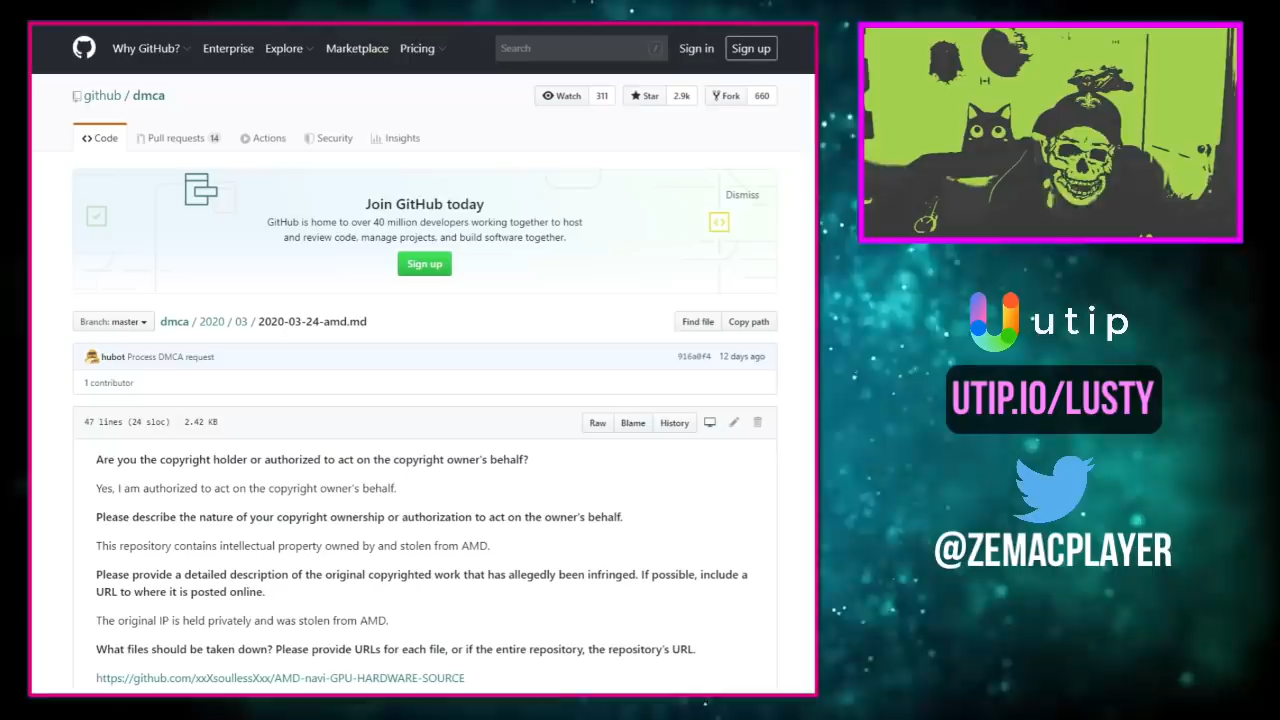 Why GitHub? Enterprise Explore Marketplace Pricing Search / Sign in Sign up
github / dmca Watch 311 Star 2.9k Fork 660
Code Pull requests 14 Actions Security Insights
Join GitHub today
Dismiss
GitHub is home to over 40 million developers working together to host
and review code, manage projects, and build software together.
Sign up
Branch: master dmca / 2020 / 03 / 2020-03-24-amd.md Find file Copy path
hubot Process DMCA request 916a0f4 12 days ago
1 contributor
47 lines (24 sloc) 2.42 KB Raw Blame History
Are you the copyright holder or authorized to act on the copyright owner's behalf?
Yes, I am authorized to act on the copyright owner's behalf.
Please describe the nature of your copyright ownership or authorization to act on the owner's behalf.
This repository contains intellectual property owned by and stolen from AMD.
Please provide a detailed description of the original copyrighted work that has allegedly been infringed. If possible, include a
URL to where it is posted online.
The original IP is held privately and was stolen from AMD.
What files should be taken down? Please provide URLs for each file, or if the entire repository, the repository's URL.
https://github.com/xxXsoullessXxx/AMD-navi-GPU-HARDWARE-SOURCE
utip
UTIP.IO/LUSTY
@ZEMACPLAYER